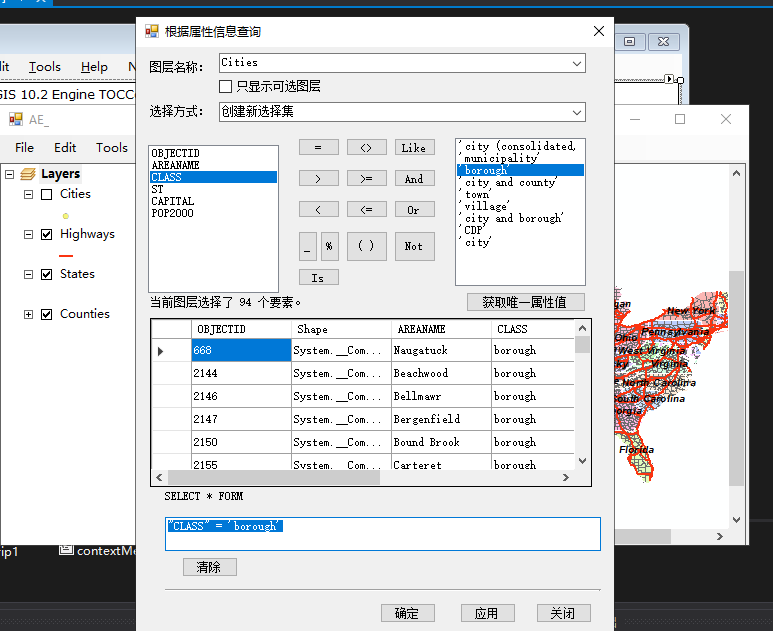 根据属性信息查询
图层名称： Cities
只显示可选图层
选择方式： 创建新选择集
OBJECTID
AREANAME
CLASS
ST
CAPITAL
POP2000
= <> Like
> >= And
< <= Or
_ % ( ) Not
Is
'city (consolidated,
municipality'
'borough'
'city and county'
'town'
'village'
'city and borough'
'CDP'
'city'
当前图层选择了 94 个要素。
获取唯一属性值
OBJECTID Shape AREANAME CLASS
668 System.__Com... Naugatuck borough
2144 System.__Com... Beachwood borough
2146 System.__Com... Bellmawr borough
2147 System.__Com... Bergenfield borough
2150 System.__Com... Bound Brook borough
2155 System.__Com... Carteret borough
SELECT * FORM
"CLASS" = 'borough'
清除
确定 应用 关闭
dit Tools Help N
GIS 10.2 Engine TOCCo
AE_
File Edit Tools
Layers
Cities
Highways
States
Counties
rip1 contextMe
gan
New York
Ohio Pennsylvania
West Virginia
ky Virginia
North Carolina
South Carolina
orgia
Florida